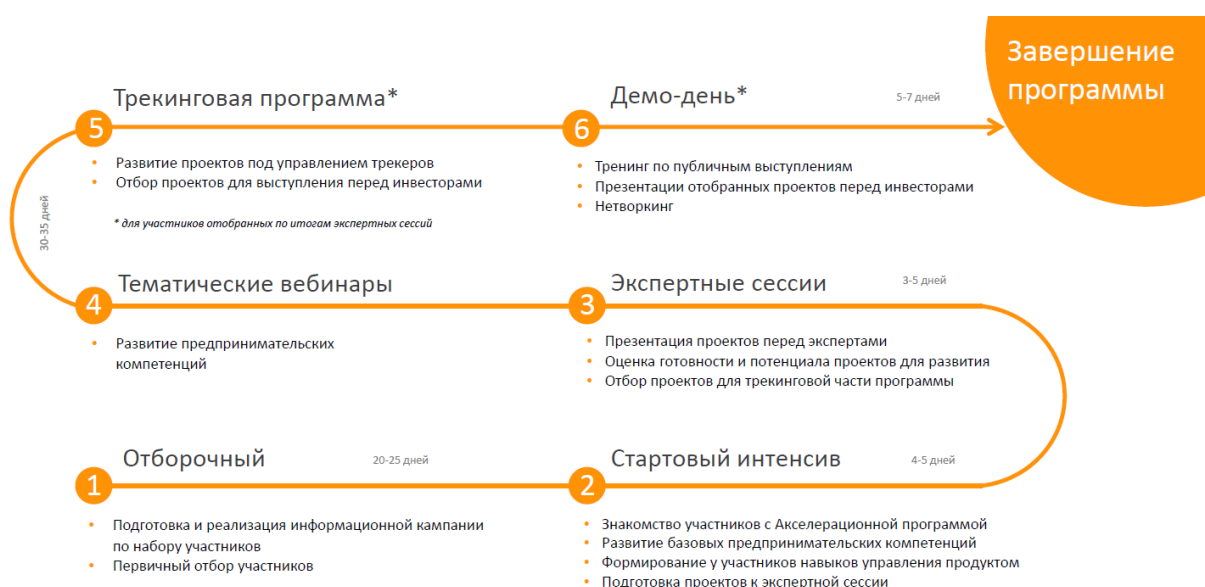 Завершение
программы
Трекинговая программа*
5
• Развитие проектов под управлением трекеров
• Отбор проектов для выступления перед инвесторами
* для участников отобранных по итогам экспертных сессий
30-35 дней
Демо-день*
5-7 дней
6
• Тренинг по публичным выступлениям
• Презентации отобранных проектов перед инвесторами
• Нетворкинг
Тематические вебинары
4
• Развитие предпринимательских
компетенций
Экспертные сессии
3-5 дней
3
• Презентация проектов перед экспертами
• Оценка готовности и потенциала проектов для развития
• Отбор проектов для трекинговой части программы
Отборочный
20-25 дней
1
• Подготовка и реализация информационной кампании
по набору участников
• Первичный отбор участников
Стартовый интенсив
4-5 дней
2
• Знакомство участников с Акселерационной программой
• Развитие базовых предпринимательских компетенций
• Формирование у участников навыков управления продуктом
• Подготовка проектов к экспертной сессии